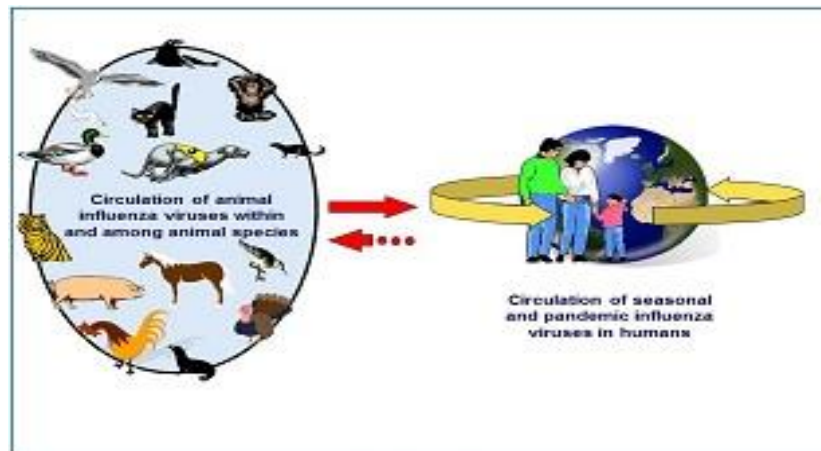 Circulation of animal
influenza viruses within
and among animal species
Circulation of seasonal
and pandemic influenza
viruses in humans